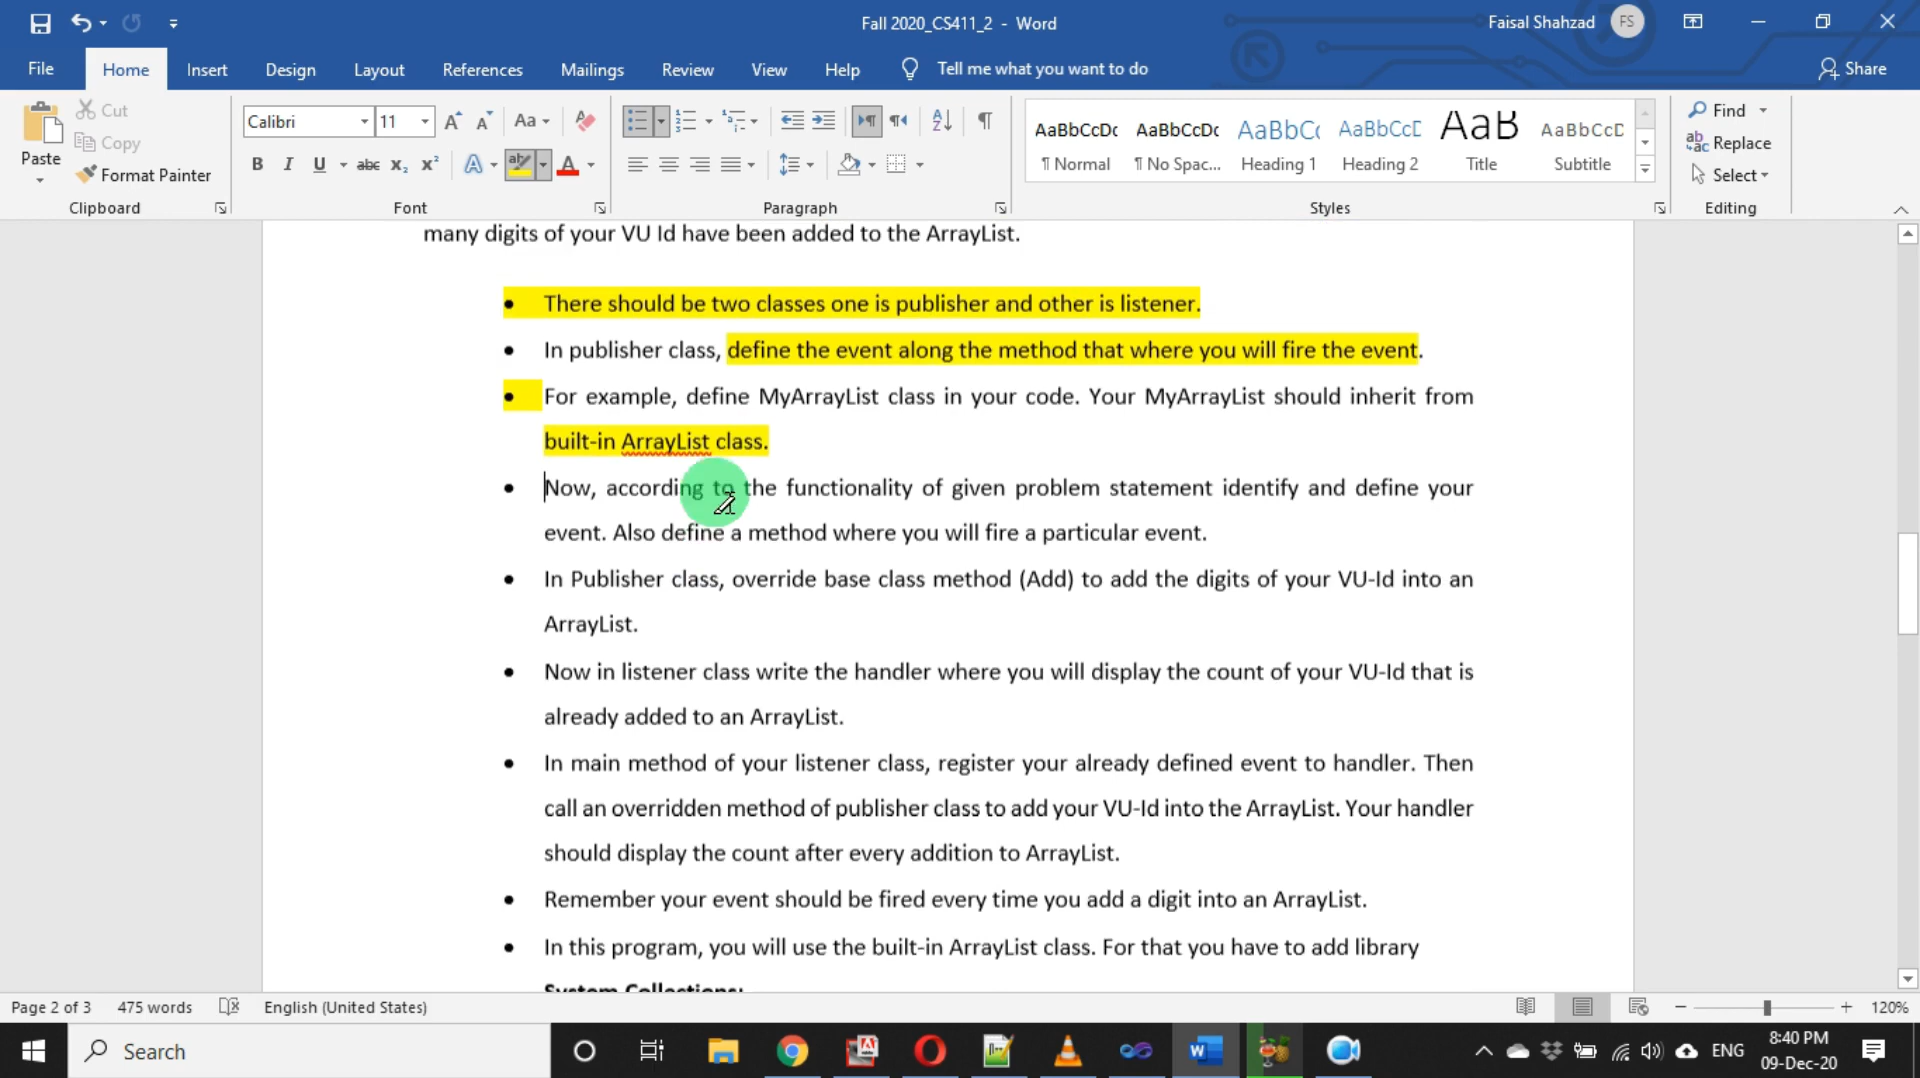 Fall 2020_CS411_2 - Word
Faisal Shahzad
FS
File
Home
Insert
Design
Layout
References
Mailings
Review
View
Help
Tell me what you want to do
Share
Paste
Cut
Copy
Format Painter
Clipboard
Calibri
11
Font
Paragraph
AaBbCcDc
¶ Normal
AaBbCcDc
¶ No Spac...
AaBbC(
Heading 1
AaBbCcE
Heading 2
AaB
Title
AaBbCcD
Subtitle
Styles
Find
Replace
Select
Editing
many digits of your VU Id have been added to the ArrayList.
• There should be two classes one is publisher and other is listener.
• In publisher class, define the event along the method that where you will fire the event.
• For example, define MyArrayList class in your code. Your MyArrayList should inherit from
built-in ArrayList class.
• Now, according to the functionality of given problem statement identify and define your
event. Also define a method where you will fire a particular event.
• In Publisher class, override base class method (Add) to add the digits of your VU-Id into an
ArrayList.
• Now in listener class write the handler where you will display the count of your VU-Id that is
already added to an ArrayList.
• In main method of your listener class, register your already defined event to handler. Then
call an overridden method of publisher class to add your VU-Id into the ArrayList. Your handler
should display the count after every addition to ArrayList.
• Remember your event should be fired every time you add a digit into an ArrayList.
• In this program, you will use the built-in ArrayList class. For that you have to add library
System.Collections;
Page 2 of 3
475 words
English (United States)
120%
Search
ENG
8:40 PM
09-Dec-20